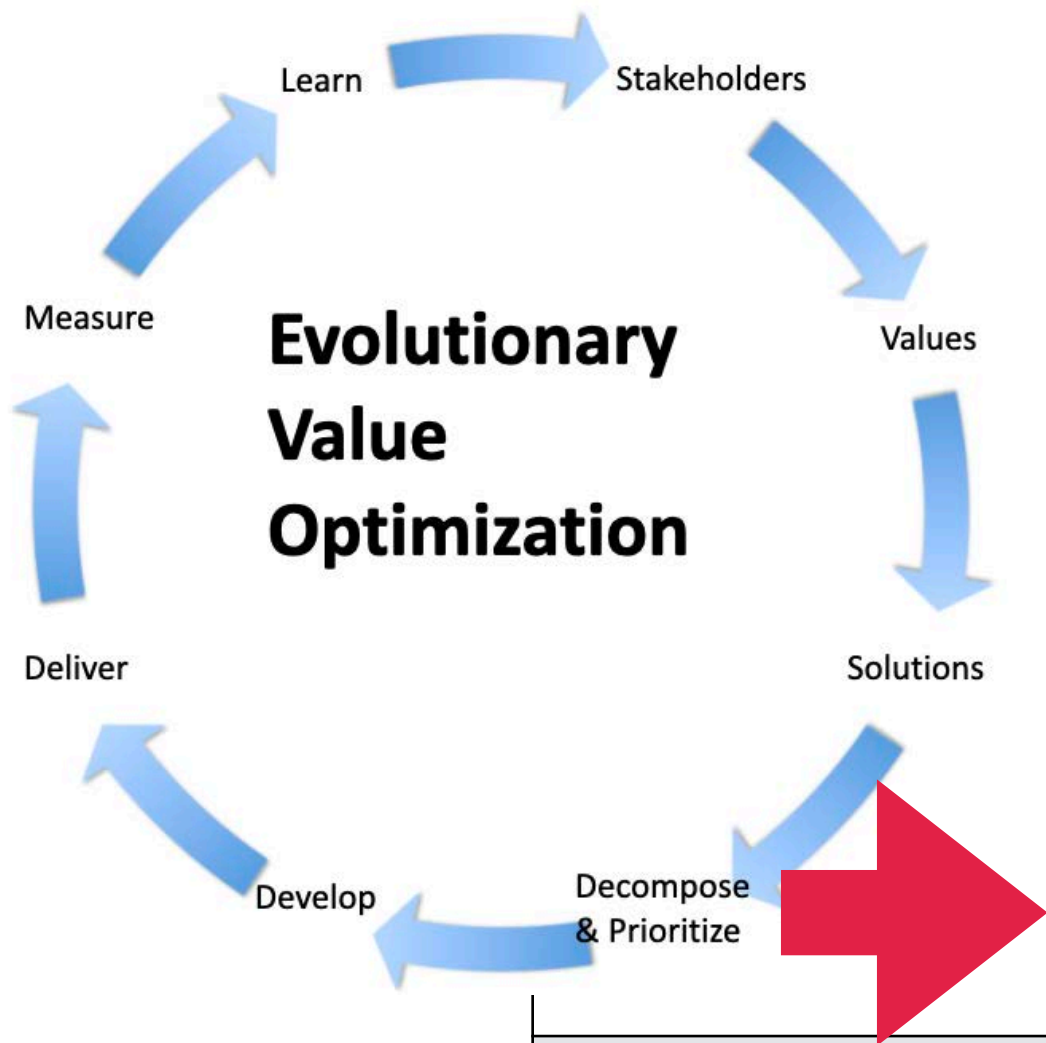 Learn
Stakeholders
Measure
Values
Evolutionary
Value
Optimization
Deliver
Solutions
Develop
Decompose
& Prioritize